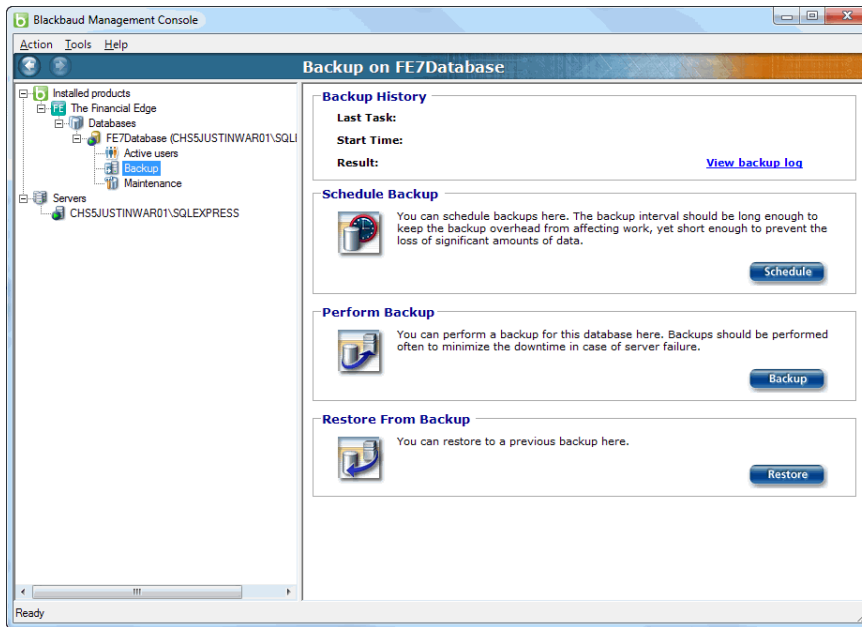 Blackbaud Management Console
Action Tools Help
Backup on FE7Database
Installed products
The Financial Edge
Databases
FE7Database (CHS5JUSTINWAR01\SQLI
Active users
Backup
Maintenance
Servers
CHS5JUSTINWAR01\SQLEXPRESS
Backup History
Last Task:
Start Time:
Result:
View backup log
Schedule Backup
You can schedule backups here. The backup interval should be long enough to
keep the backup overhead from affecting work, yet short enough to prevent the
loss of significant amounts of data.
Schedule
Perform Backup
You can perform a backup for this database here. Backups should be performed
often to minimize the downtime in case of server failure.
Backup
Restore From Backup
You can restore to a previous backup here.
Restore
Ready